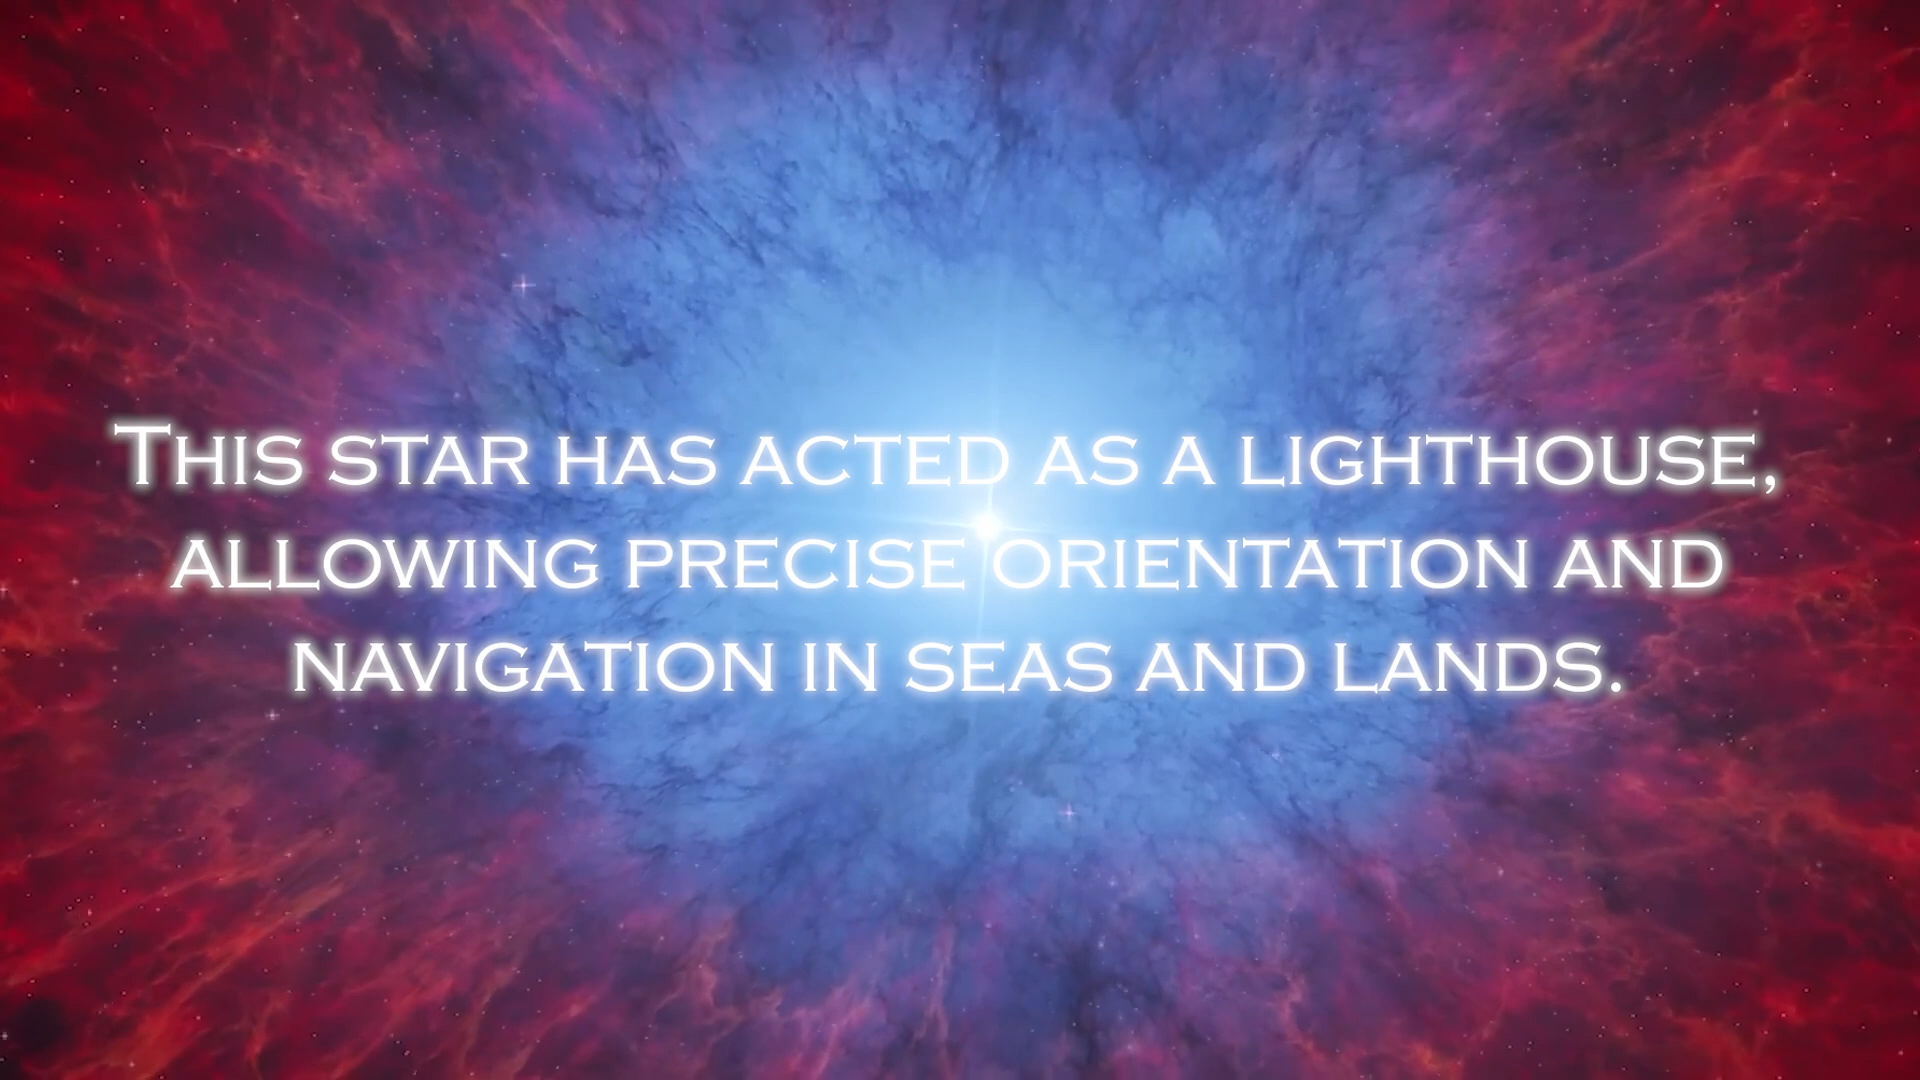 This star has acted as a lighthouse,
allowing precise orientation and
navigation in seas and lands.